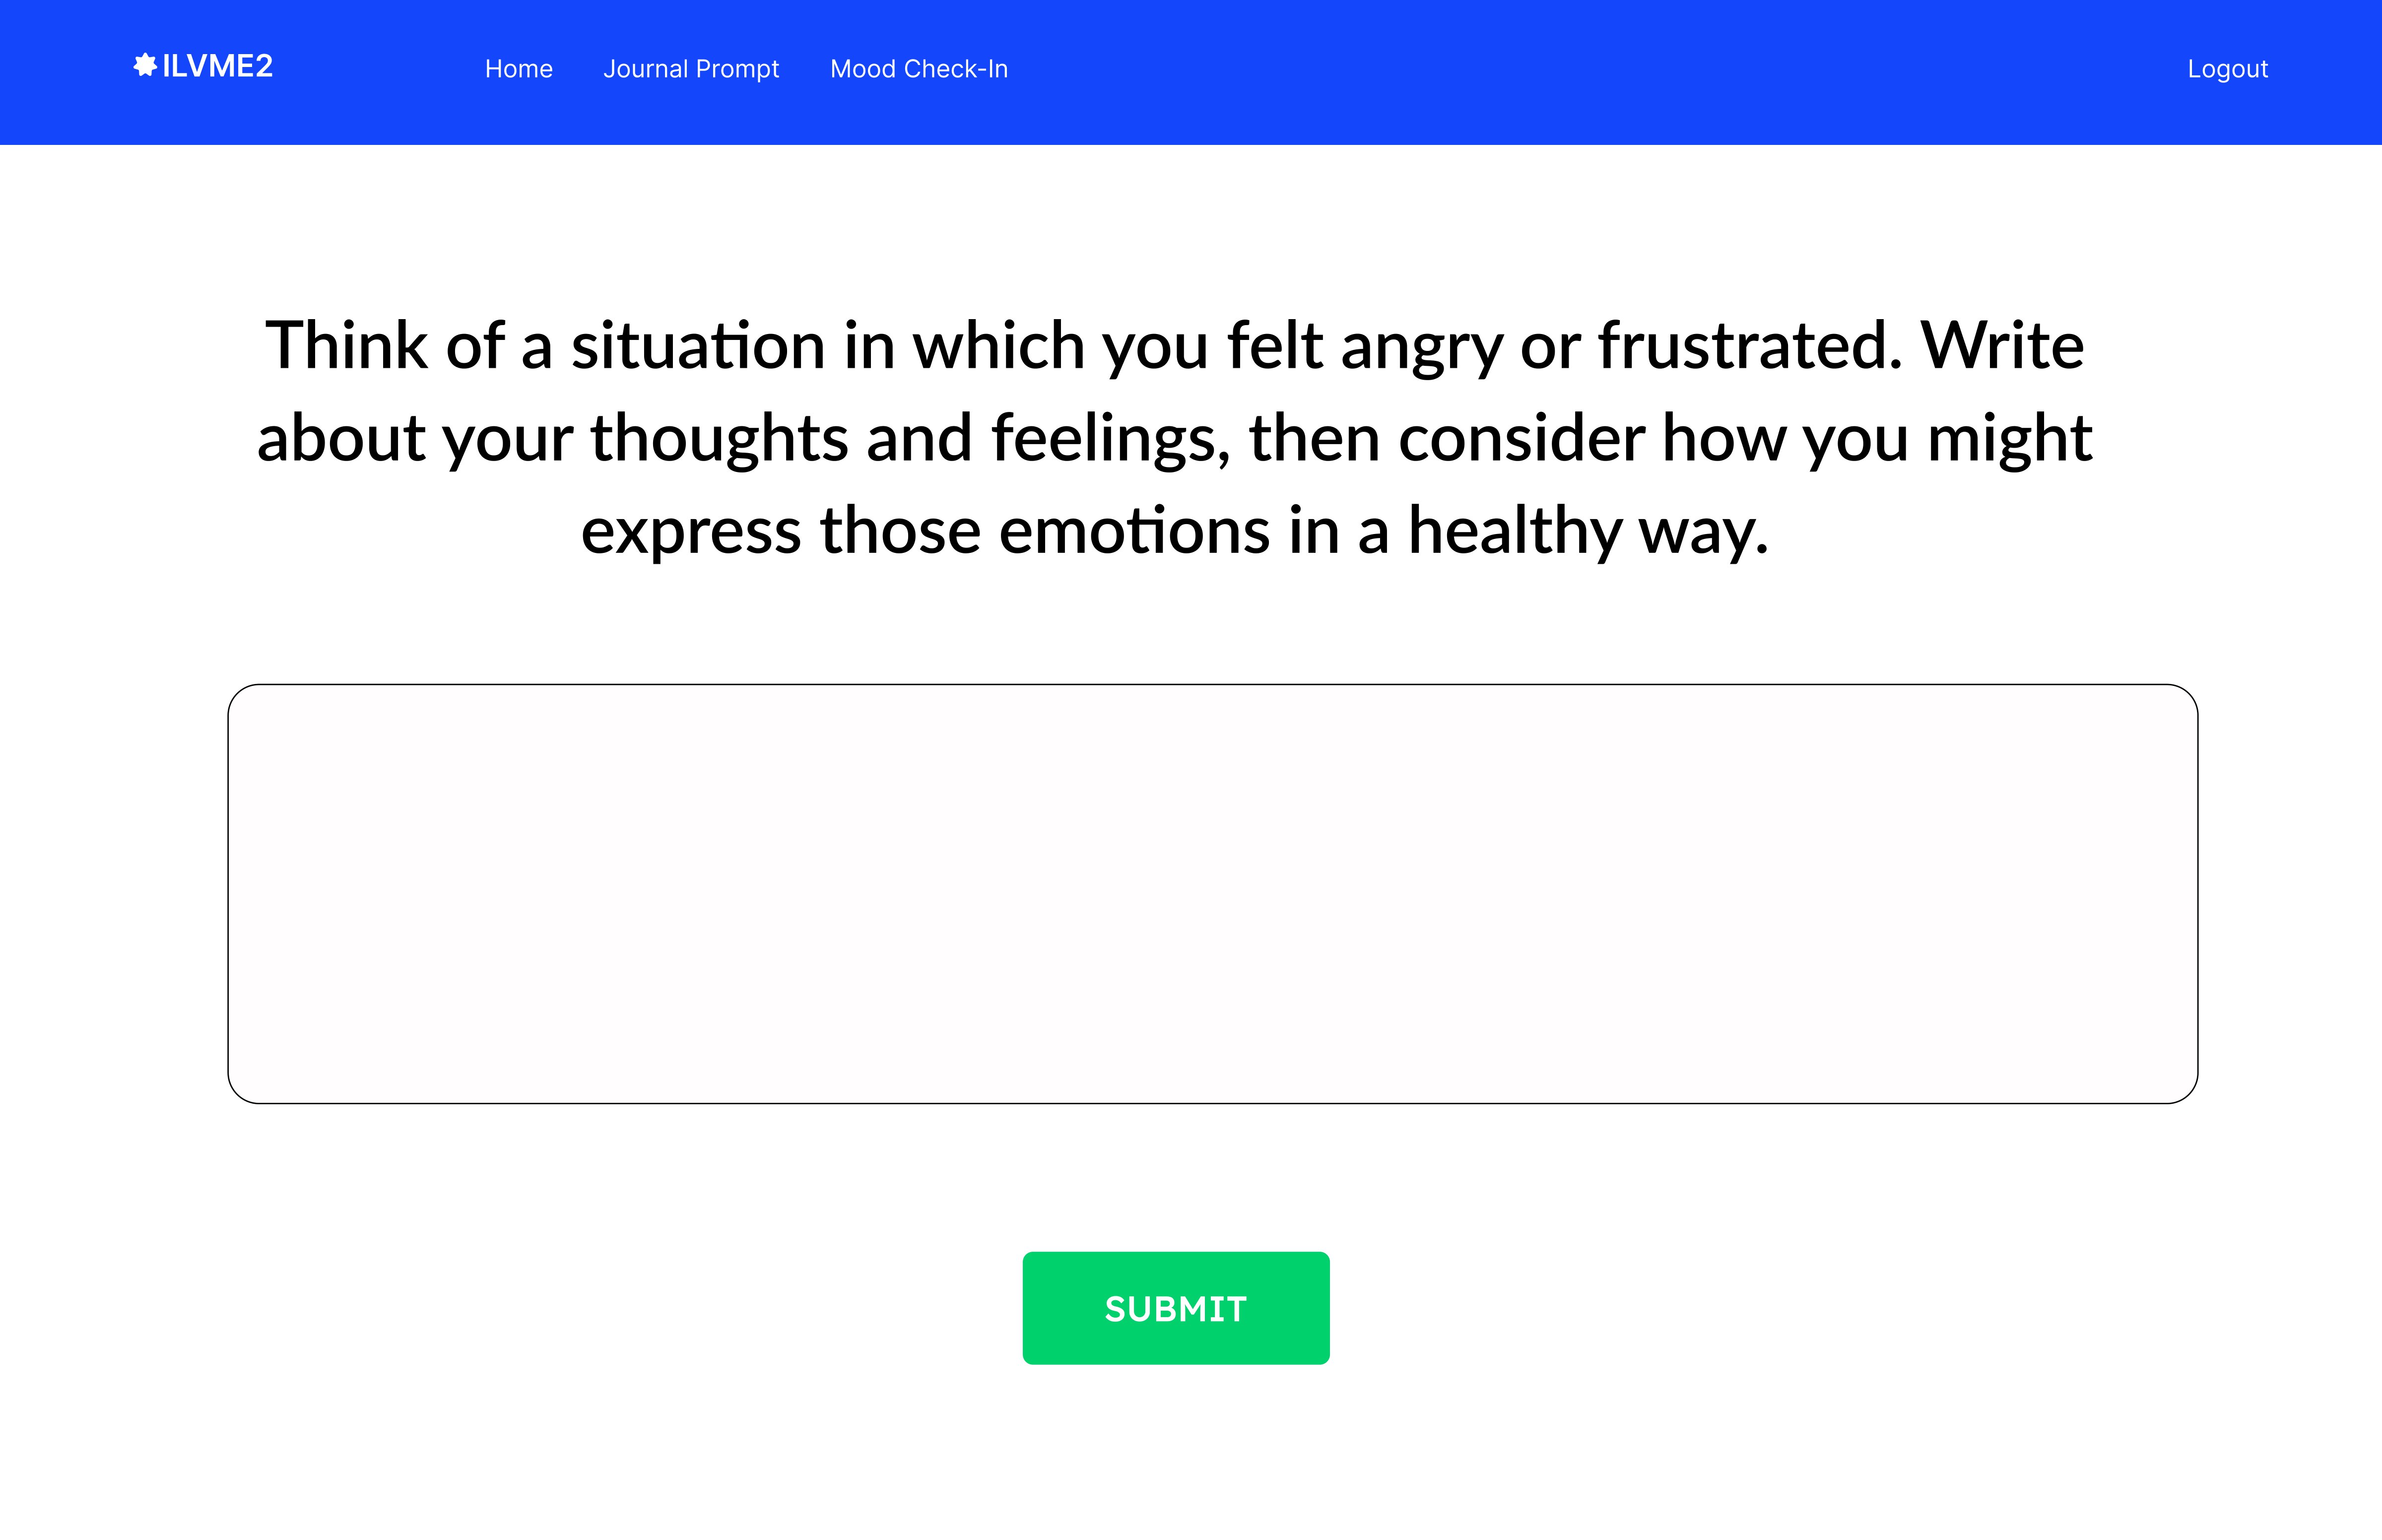 ILVME2
Home
Journal Prompt
Mood Check-In
Logout
Think of a situation in which you felt angry or frustrated. Write
about your thoughts and feelings, then consider how you might
express those emotions in a healthy way.
SUBMIT